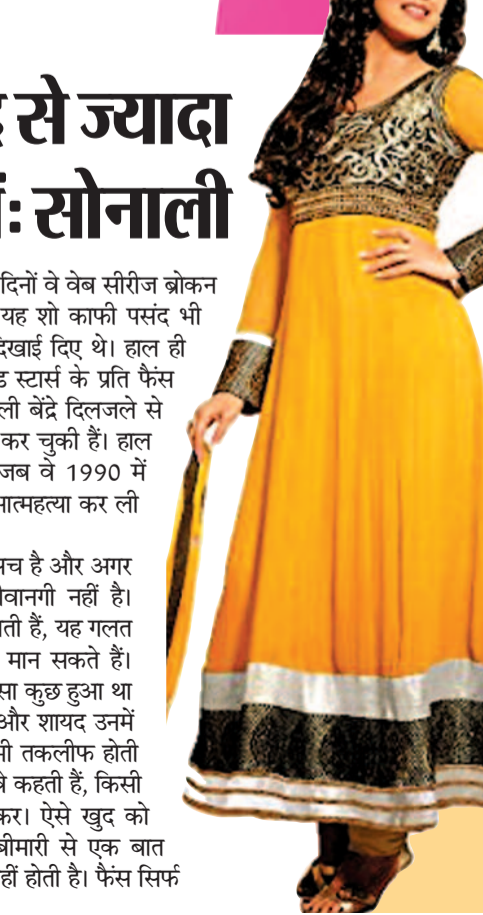 से ज्यादा
: सोनाली
दिनों वे वेब सीरीज ब्रोकन
यह शो काफी पसंद भी
दिखाई दिए थे। हाल ही
स्टार्स के प्रति फैंस
बेंद्रे दिलजले से
कर चुकी हैं। हाल
जब वे 1990 में
आत्महत्या कर ली
सच है और अगर
नहीं है।
हैं, यह गलत
मान सकते हैं।
कुछ हुआ था
और शायद उनमें
तकलीफ होती
कहती हैं, किसी
कर। ऐसे खुद को
बीमारी से एक बात
नहीं होती है। फैंस सिर्फ